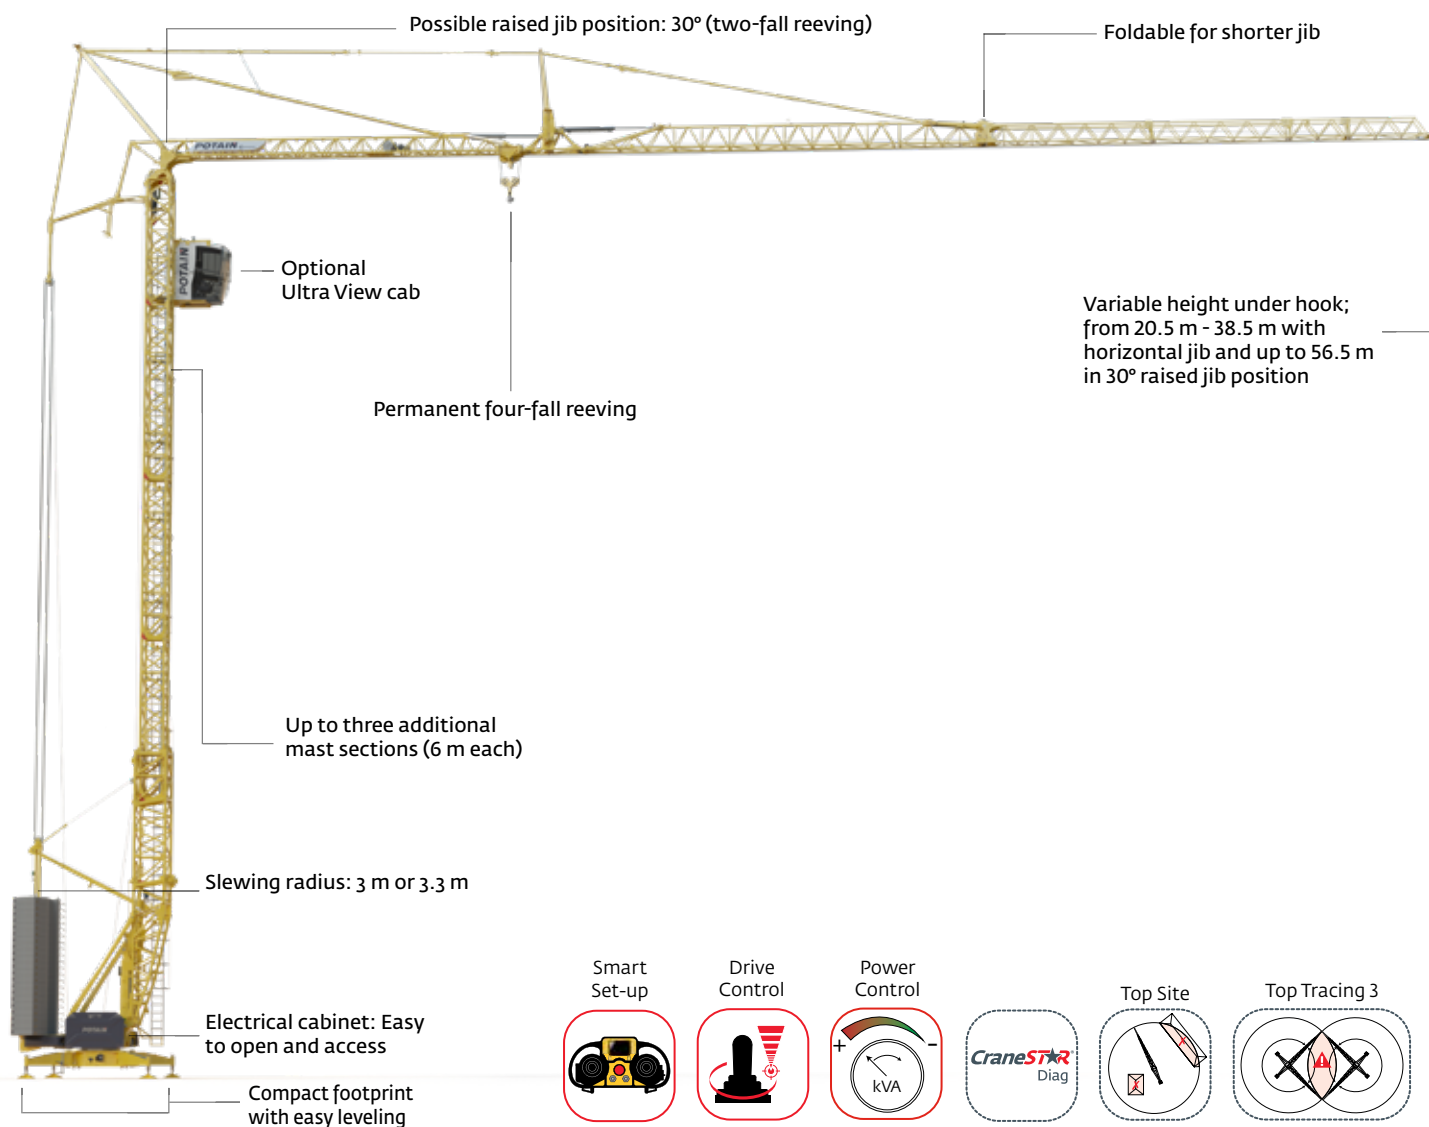 Possible raised jib position: 30° (two-fall reeving)
Foldable for shorter jib
POTAIN
POTAIN
Optional
Ultra View cab
Variable height under hook;
from 20.5 m - 38.5 m with
horizontal jib and up to 56.5 m
in 30° raised jib position
Permanent four-fall reeving
Up to three additional
mast sections (6 m each)
Slewing radius: 3 m or 3.3 m
Electrical cabinet: Easy
to open and access
POTAIN
Compact footprint
with easy leveling
Smart
Set-up
Drive
Control
Power
Control
+ -
kVA
CraneSTAR
Diag
Top Site
Top Tracing 3